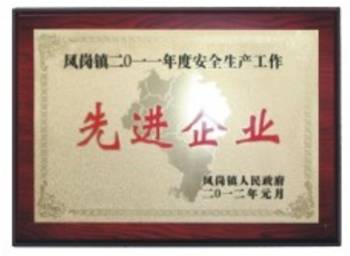 凤岗镇二〇一一年度安全生产工作
先进企业
凤岗镇人民政府
二〇一二年元月